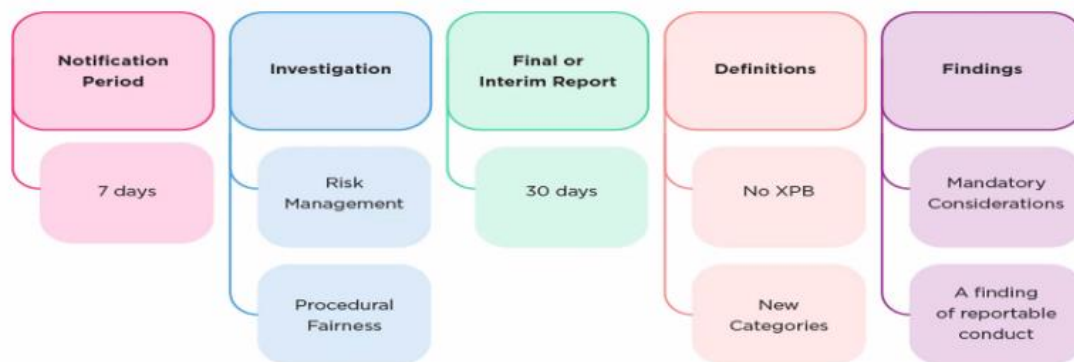 Notification
Period
Investigation
Final or
Interim Report
Definitions
Findings
7 days
Risk
Management
30 days
No XPB
Mandatory
Considerations
Procedural
Fairness
New
Categories
A finding
of reportable
conduct